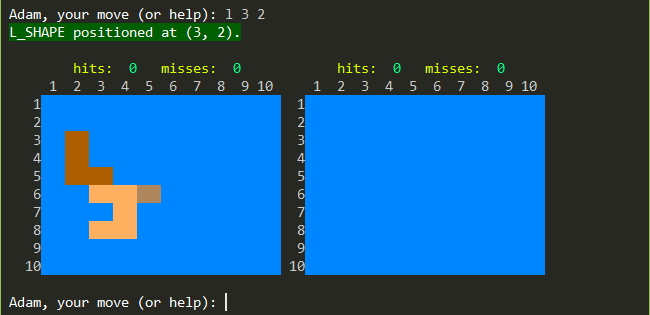 Adam, your move (or help): l 3 2
L_SHAPE positioned at (3, 2).
hits: 0 misses: 0 hits: 0 misses: 0
1 2 3 4 5 6 7 8 9 10 1 2 3 4 5 6 7 8 9 10
1 1
2 2
3 3
4 4
5 5
6 6
7 7
8 8
9 9
10 10
Adam, your move (or help):